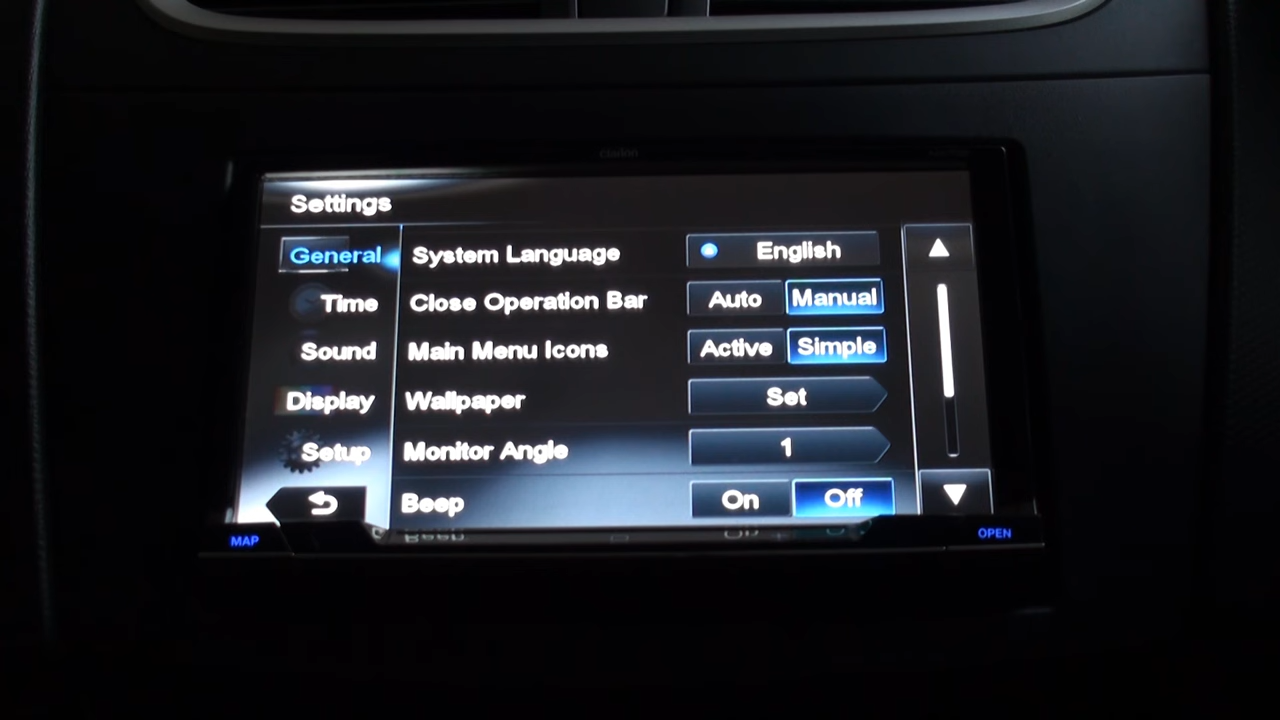 Clarion
Settings
General
System Language English
Time
Close Operation Bar Auto Manual
Sound
Main Menu Icons Active Simple
Display
Wallpaper Set
Setup
Monitor Angle 1
Beep On Off
MAP OPEN